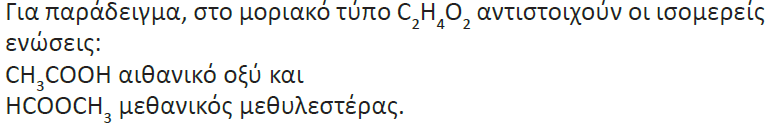 Για παράδειγμα, στο μοριακό τύπο C₂H₄O₂ αντιστοιχούν οι ισομερείς
ενώσεις:
CH₃COOH αιθανικό οξύ και
HCOOCH₃ μεθανικός μεθυλεστέρας.